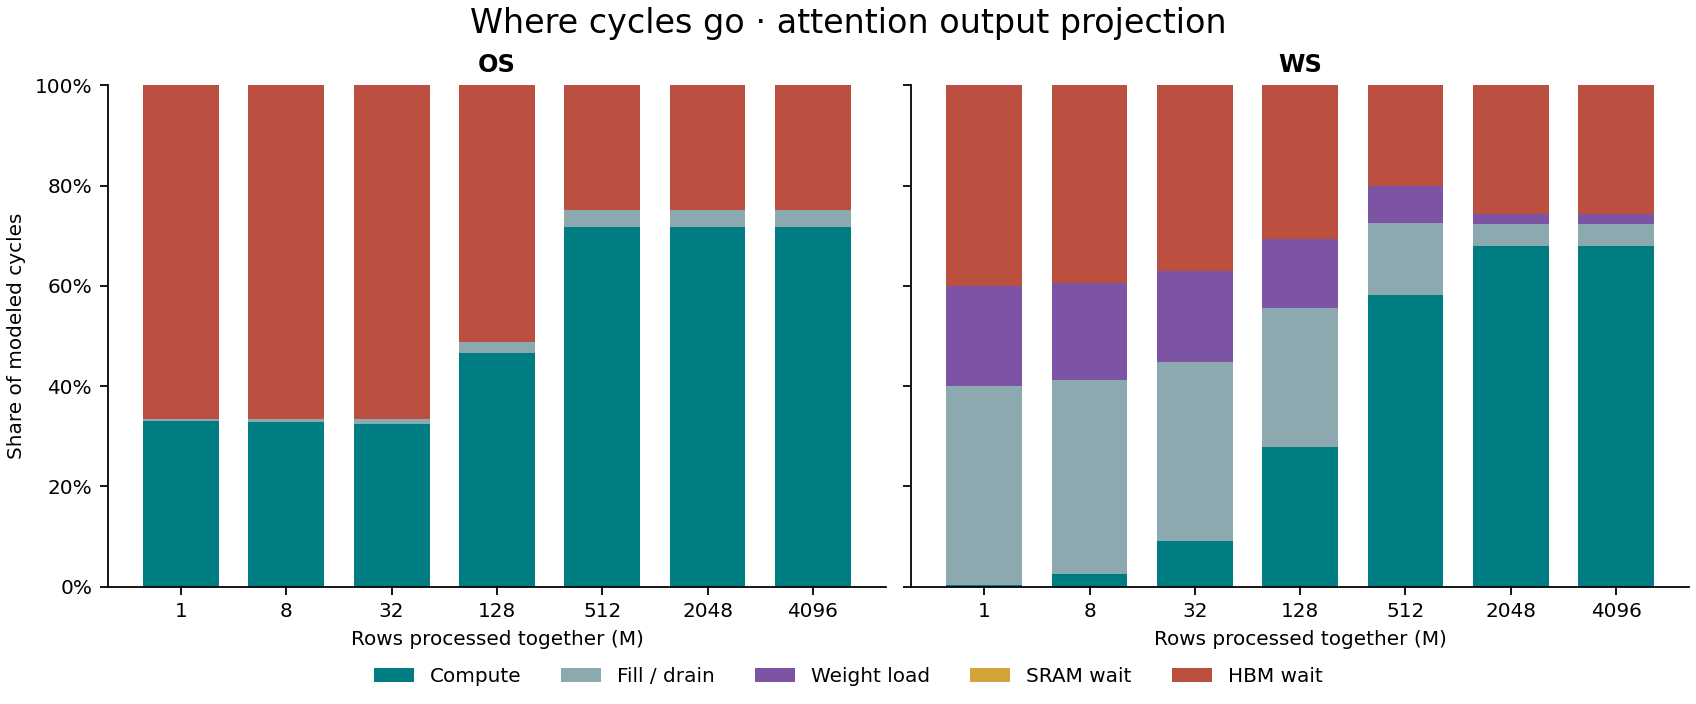 Where cycles go · attention output projection
OS
WS
Share of modeled cycles
100%
80%
60%
40%
20%
0%
1 8 32 128 512 2048 4096
1 8 32 128 512 2048 4096
Rows processed together (M)
Rows processed together (M)
Compute Fill / drain Weight load SRAM wait HBM wait